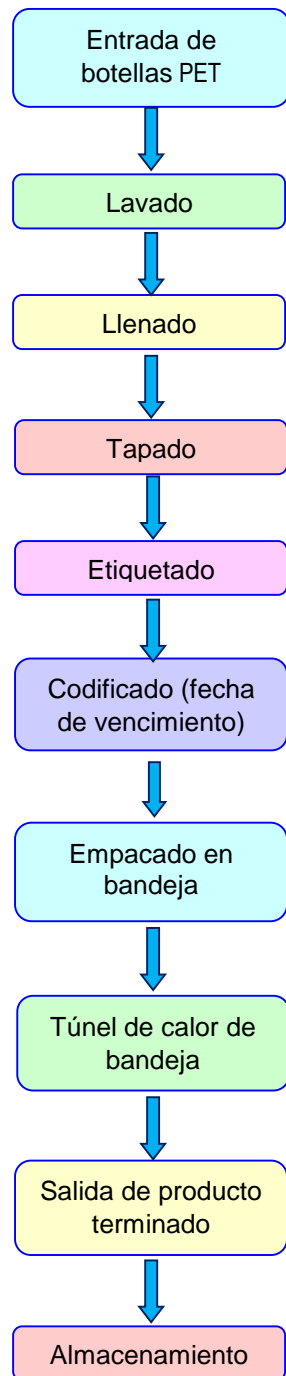 Entrada de
botellas PET
Lavado
Llenado
Tapado
Etiquetado
Codificado (fecha
de vencimiento)
Empacado en
bandeja
Túnel de calor de
bandeja
Salida de producto
terminado
Almacenamiento